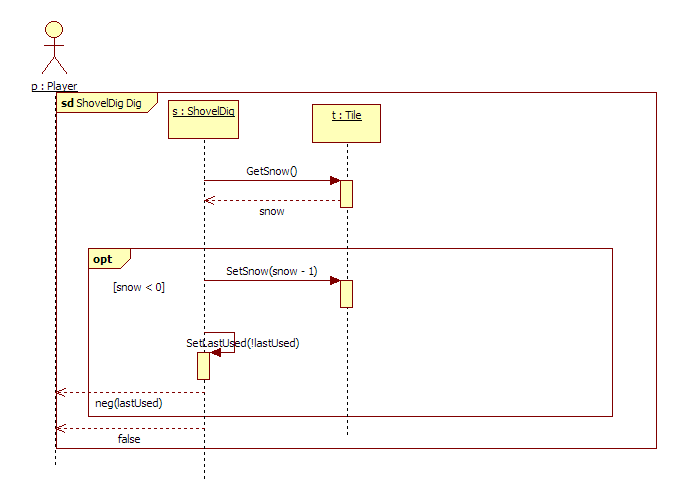 p : Player
sd ShovelDig Dig
s : ShovelDig
t : Tile
GetSnow()
snow
opt
[snow < 0]
SetSnow(snow - 1)
SetLastUsed(!lastUsed)
neg(lastUsed)
false